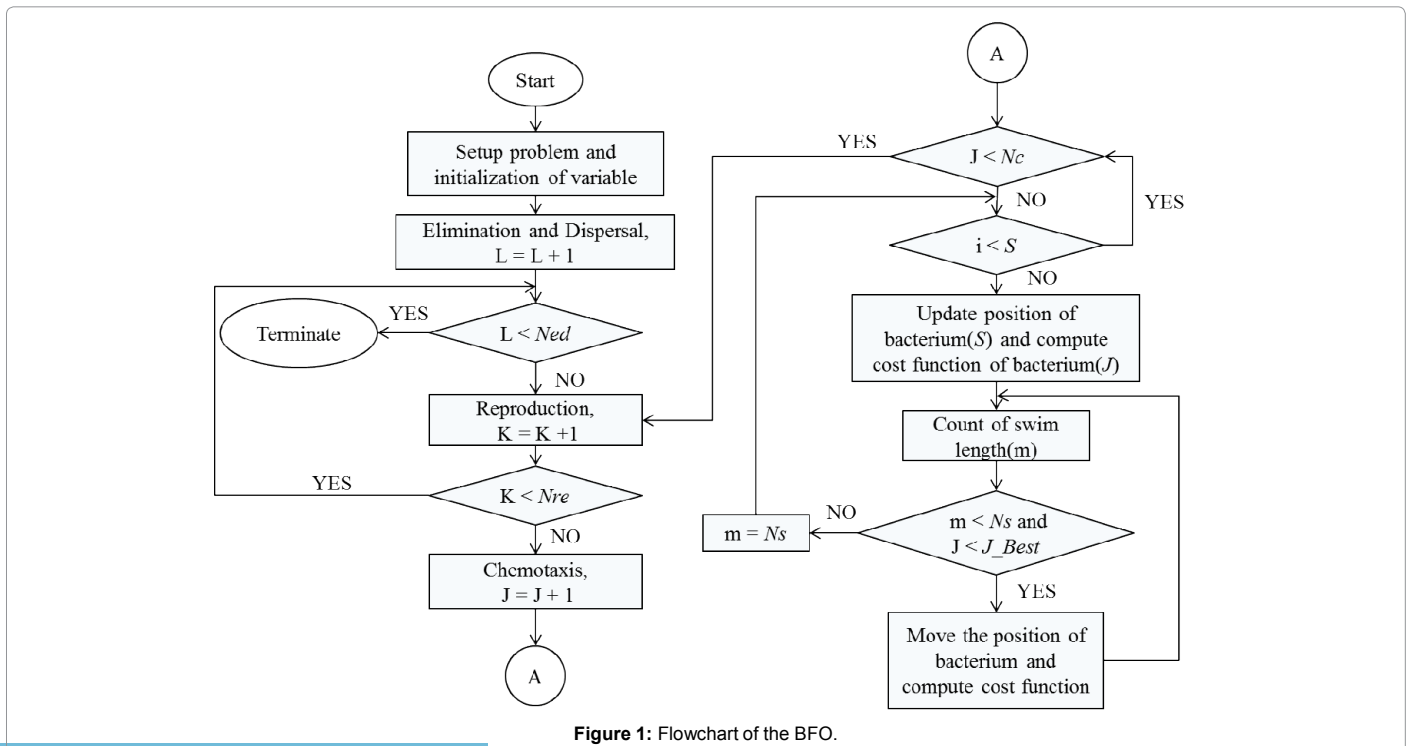 Start
Setup problem and
initialization of variable
Elimination and Dispersal,
L = L + 1
YES
Terminate
L < Ned
NO
Reproduction,
K = K +1
YES
K < Nre
NO
Chemotaxis,
J = J + 1
A
A
YES
J < Nc
NO
YES
i < S
NO
Update position of
bacterium(S) and compute
cost function of bacterium(J)
Count of swim
length(m)
NO
m = Ns
m < Ns and
J < J_Best
YES
Move the position of
bacterium and
compute cost function
Figure 1: Flowchart of the BFO.